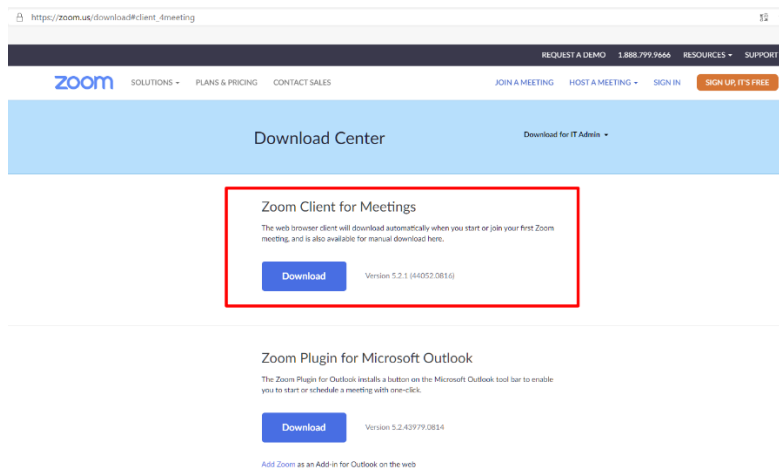 https://zoom.us/download#client_4meeting
REQUEST A DEMO 1.888.799.9666 RESOURCES SUPPORT
zoom SOLUTIONS PLANS & PRICING CONTACT SALES JOIN A MEETING HOST A MEETING SIGN IN SIGN UP, IT'S FREE
Download Center Download for IT Admin
Zoom Client for Meetings
The web browser client will download automatically when you start or join your first Zoom
meeting, and is also available for manual download here.
Download Version 5.2.1 (44052.0816)
Zoom Plugin for Microsoft Outlook
The Zoom Plugin for Outlook installs a button on the Microsoft Outlook tool bar to enable
you to start or schedule a meeting with one-click.
Download Version 5.2.43979.0814
Add Zoom as an Add-in for Outlook on the web